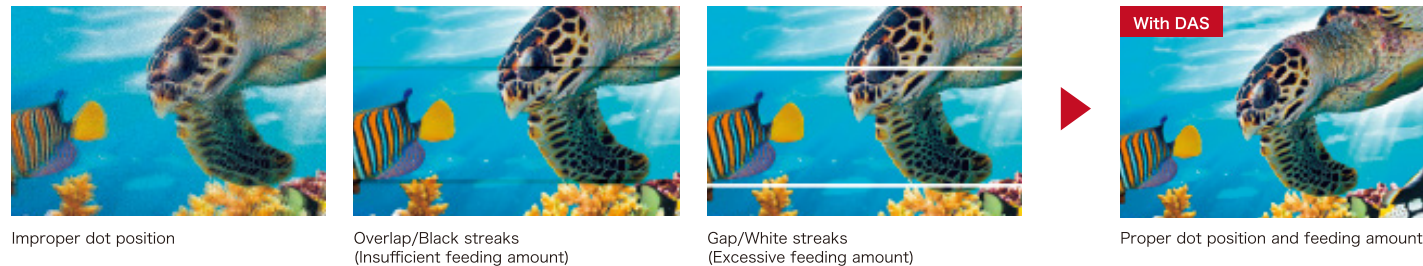 With DAS
Improper dot position
Overlap/Black streaks
(Insufficient feeding amount)
Gap/White streaks
(Excessive feeding amount)
Proper dot position and feeding amount